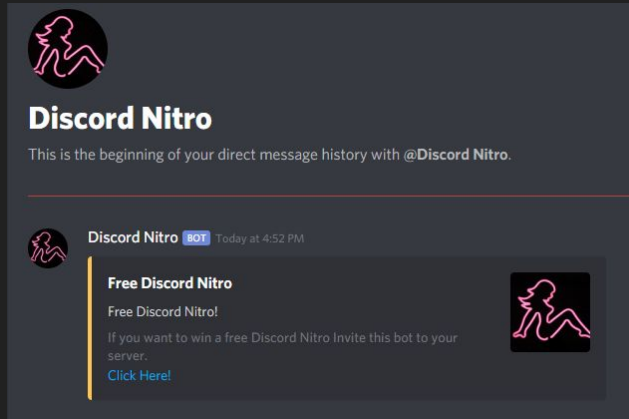 Discord Nitro
This is the beginning of your direct message history with @Discord Nitro.
Discord Nitro BOT Today at 4:52 PM
Free Discord Nitro
Free Discord Nitro!
If you want to win a free Discord Nitro Invite this bot to your
server.
Click Here!